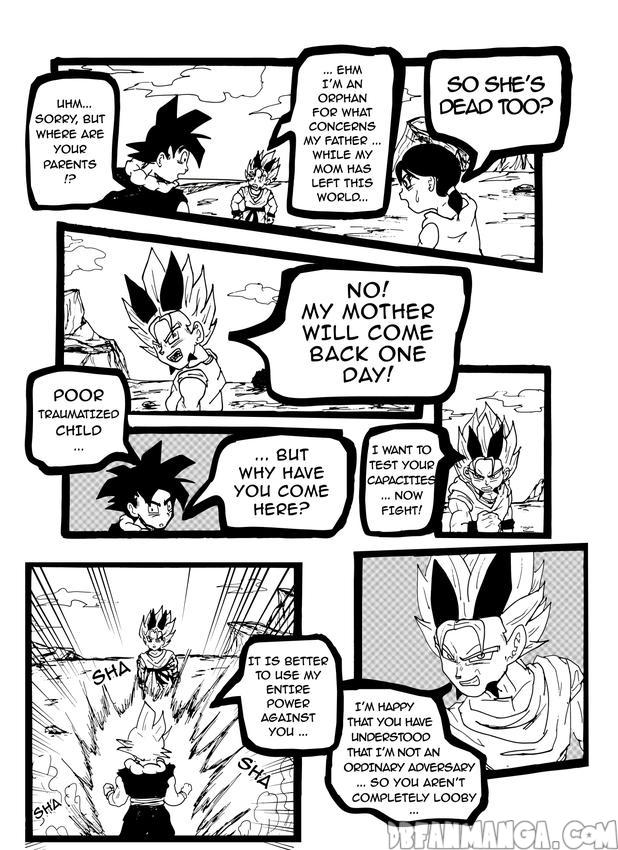 UHM...
SORRY, BUT
WHERE ARE
YOUR
PARENTS
!?
... EHM
I'M AN
ORPHAN
FOR WHAT
CONCERNS
MY FATHER ...
WHILE MY
MOM HAS
LEFT THIS
WORLD...
SO SHE'S
DEAD TOO?
NO!
MY MOTHER
WILL COME
BACK ONE
DAY!
POOR
TRAUMATIZED
CHILD
...
... BUT
WHY HAVE
YOU COME
HERE?
I WANT TO
TEST YOUR
CAPACITIES
... NOW
FIGHT!
SHA
SHA
SHA
IT IS BETTER
TO USE MY
ENTIRE
POWER
AGAINST
YOU ...
I'M HAPPY
THAT YOU HAVE
UNDERSTOOD
THAT I'M NOT AN
ORDINARY ADVERSARY
... SO YOU AREN'T
COMPLETELY LOOBY
...
DBFANMANGA.COM